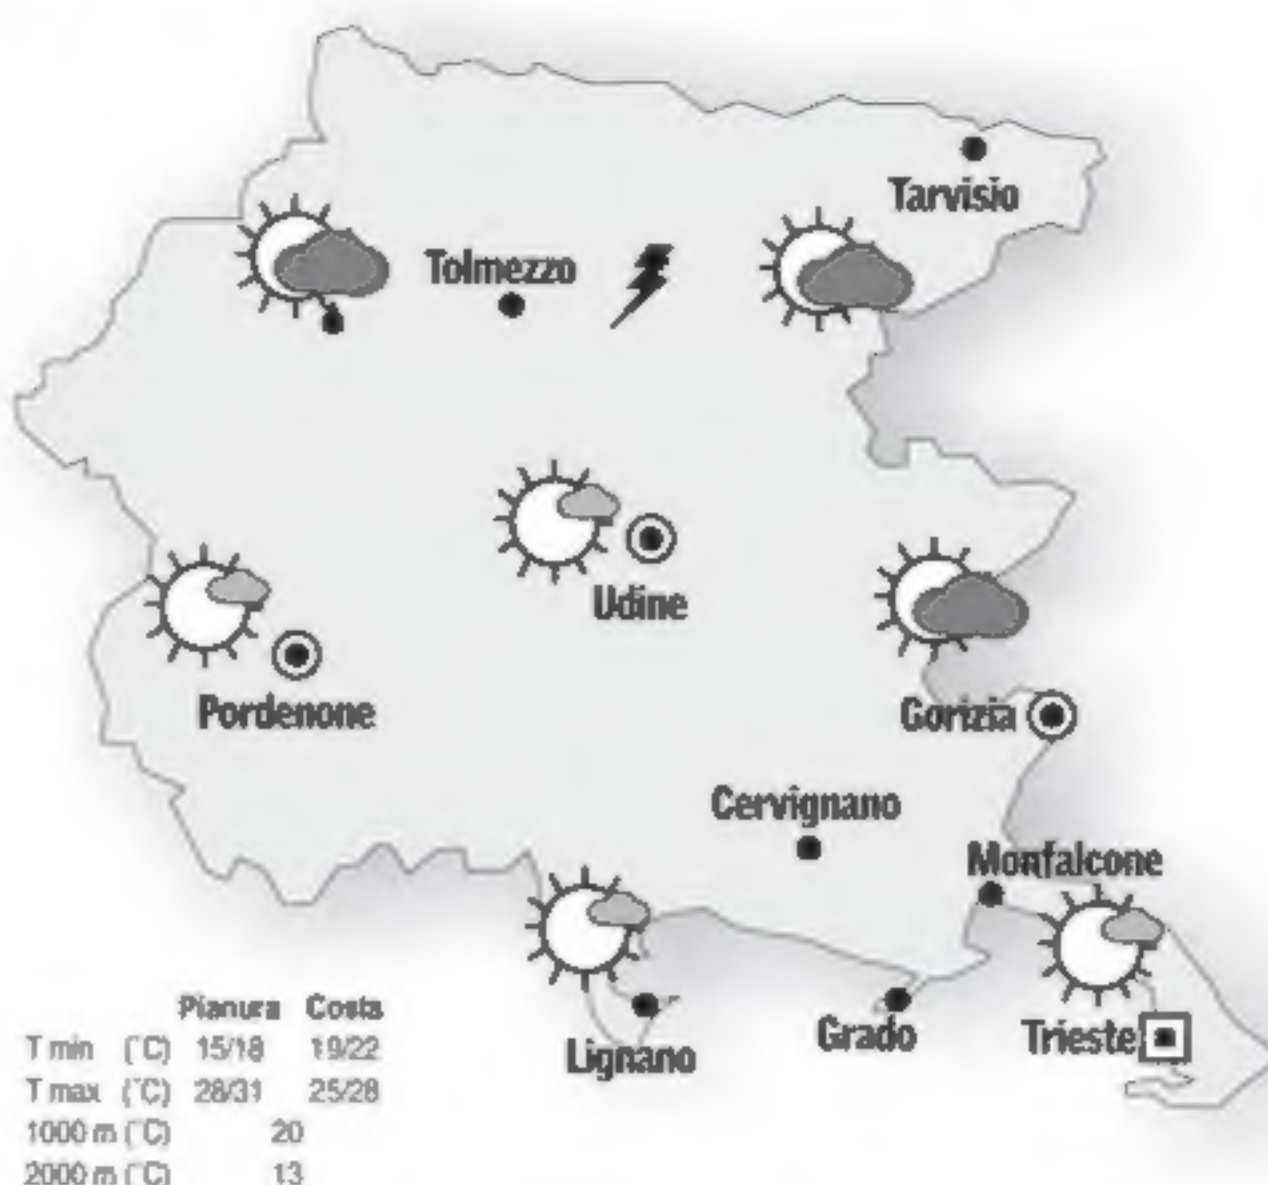 Tarvisio
Tolmezzo
Udine
Pordenone
Gorizia
Cervignano
Monfalcone
Grado
Trieste
Lignano
Pianura Costa
T min (°C) 15/18 19/22
T max (°C) 28/31 25/28
1000 m (°C) 20
2000 m (°C) 13